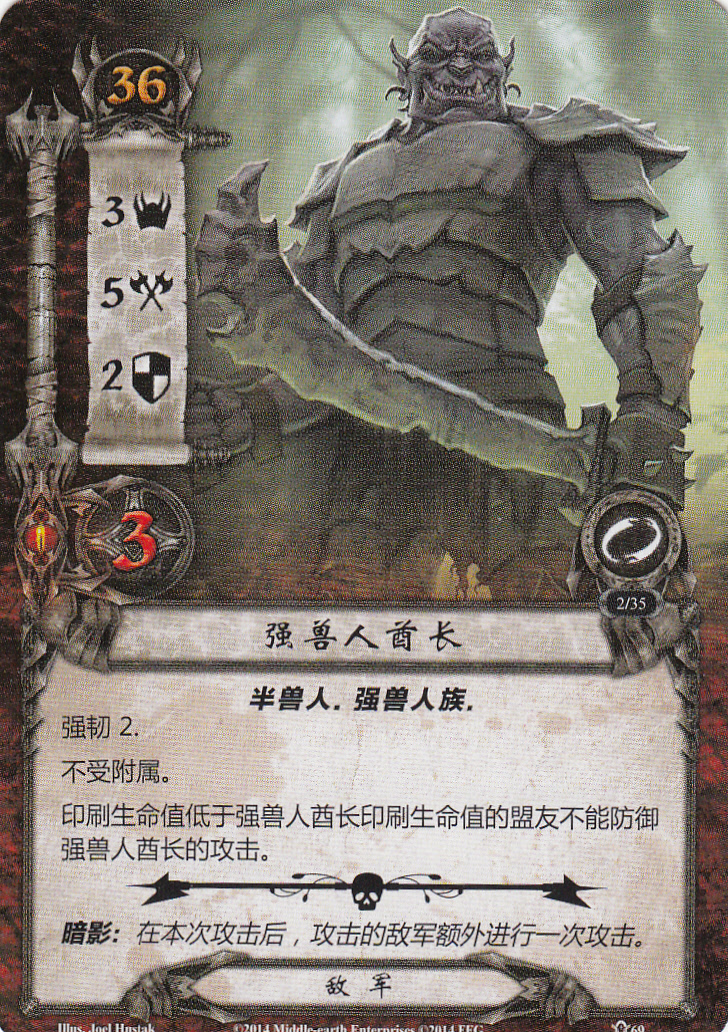 36
3
5
2
3
2/35
强兽人酋长
半兽人. 强兽人族.
强韧 2.
不受附属。
印刷生命值低于强兽人酋长印刷生命值的盟友不能防御
强兽人酋长的攻击。
暗影: 在本次攻击后，攻击的敌军额外进行一次攻击。
敌 军
Illus. Joel Hustak ©2014 Middle-earth Enterprises ©2014 FFG 69